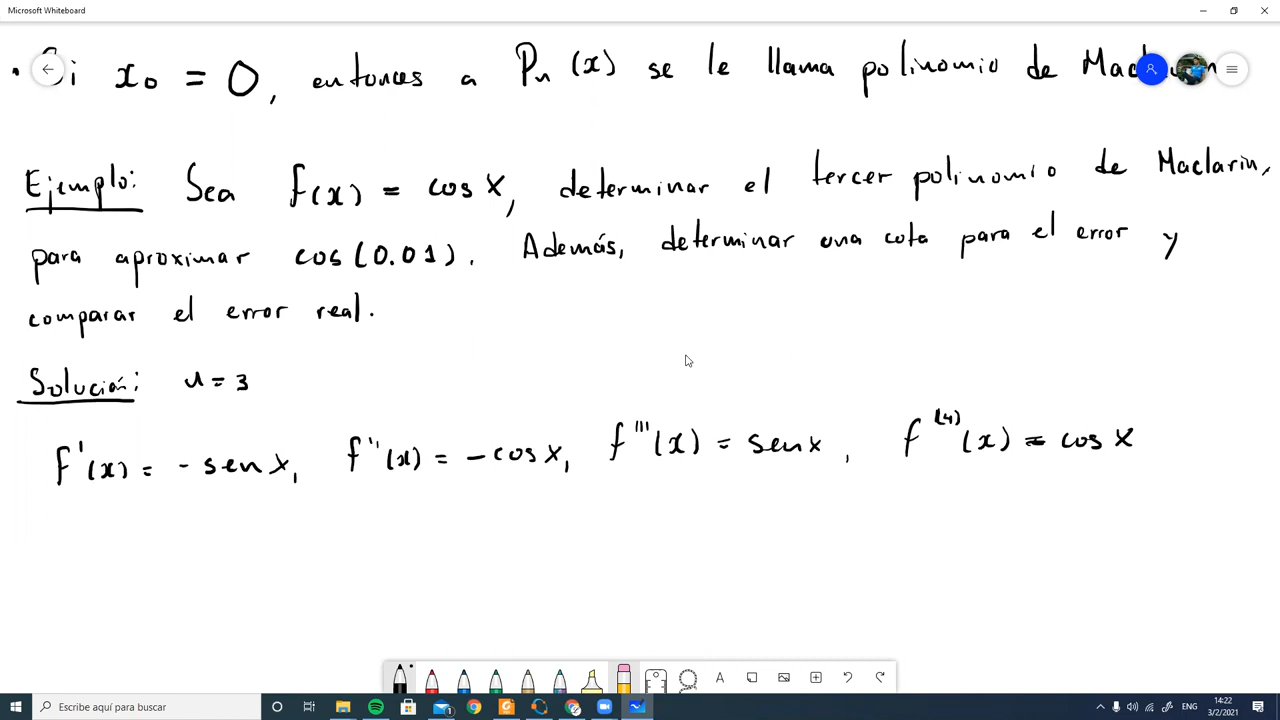 Microsoft Whiteboard
Si x₀ = 0, entonces a Pₙ(x) se le llama polinomio de
Ejemplo: Sea f(x) = cos x, determinar el tercer polinomio de Maclarin,
para aproximar cos(0.01). Además, determinar una cota para el error y
comparar el error real.
Solución: n = 3
f'(x) = - sen x, f''(x) = - cos x, f'''(x) = sen x, f⁽⁴⁾(x) = cos x
A
Escribe aquí para buscar
14:22
3/2/2021